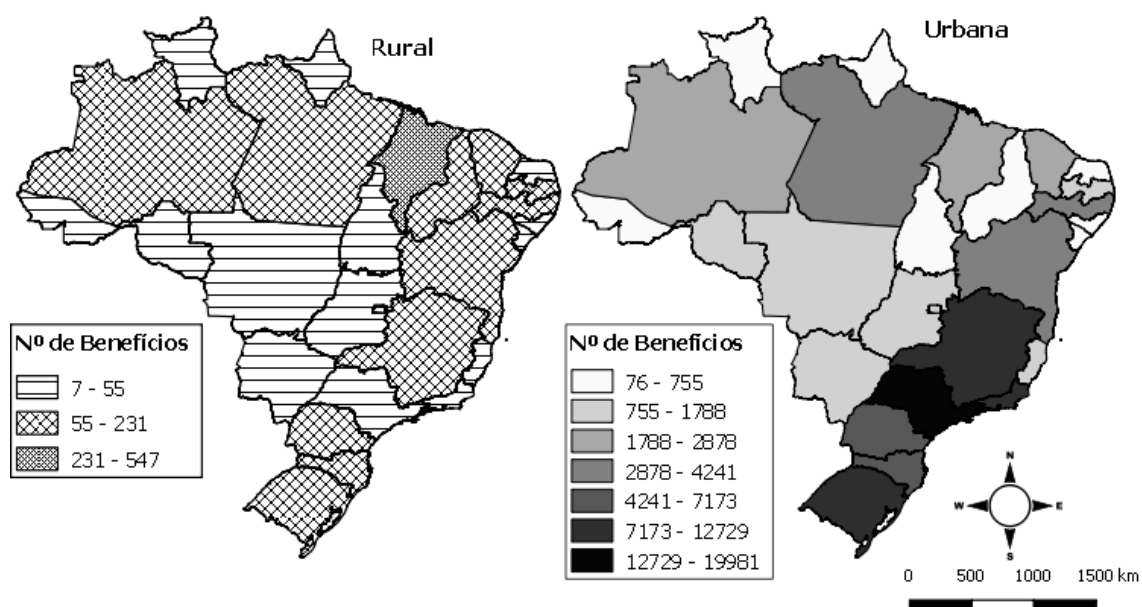 Rural
Urbana
Nº de Benefícios
7 - 55
55 - 231
231 - 547
Nº de Benefícios
76 - 755
755 - 1788
1788 - 2878
2878 - 4241
4241 - 7173
7173 - 12729
12729 - 19981
N
W
E
S
0 500 1000 1500 km